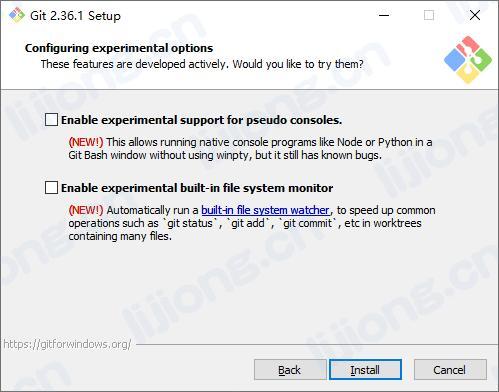 Git 2.36.1 Setup
Configuring experimental options
These features are developed actively. Would you like to try them?
Enable experimental support for pseudo consoles.
(NEW!) This allows running native console programs like Node or Python in a
Git Bash window without using winpty, but it still has known bugs.
Enable experimental built-in file system monitor
(NEW!) Automatically run a built-in file system watcher, to speed up common
operations such as `git status`, `git add`, `git commit`, etc in worktrees
containing many files.
https://gitforwindows.org/
Back
Install
Cancel
lijiong.cn
lijiong.cn
lijiong.cn
lijiong.cn